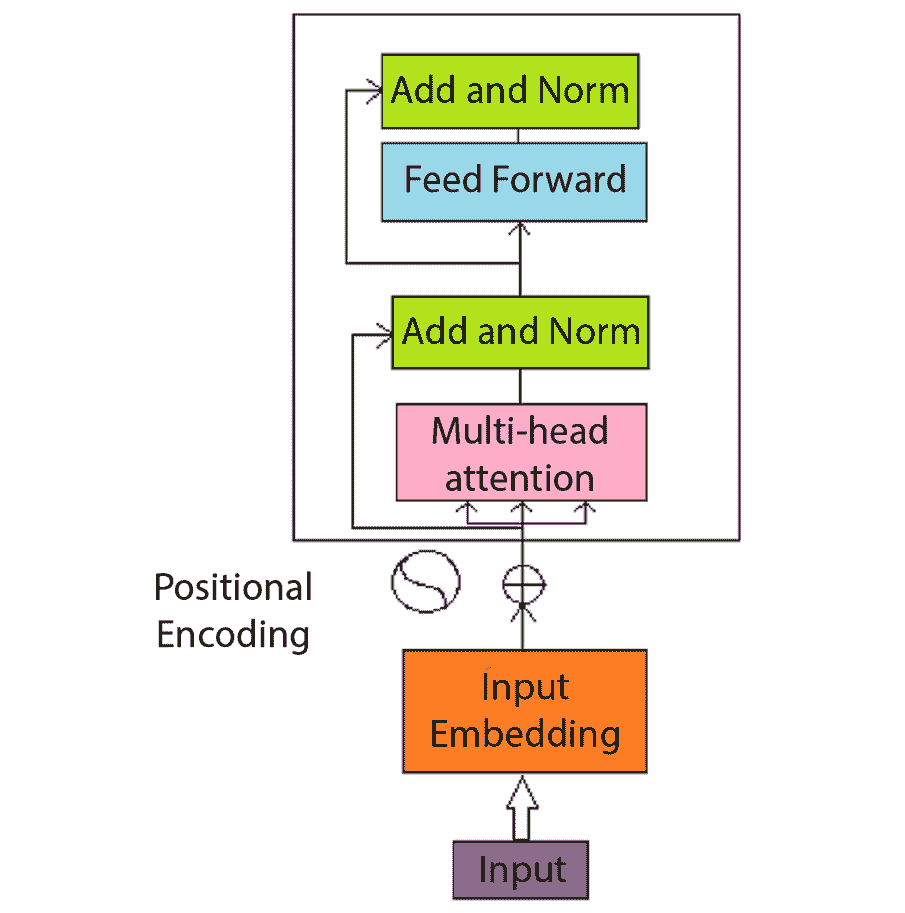 Add and Norm
Feed Forward
Add and Norm
Multi-head
attention
Positional
Encoding
Input
Embedding
Input